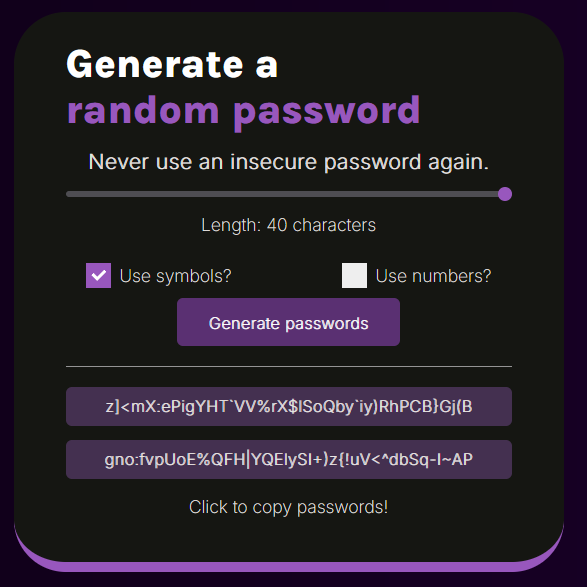 Generate a
random password
Never use an insecure password again.
Length: 40 characters
Use symbols?
Use numbers?
Generate passwords
z]<mX:ePigYHT`VV%rX$lSoQby`iy)RhPCB}Gj(B
gno:fvpUoE%QFH|YQElySI+)z{!uV<^dbSq-I~AP
Click to copy passwords!